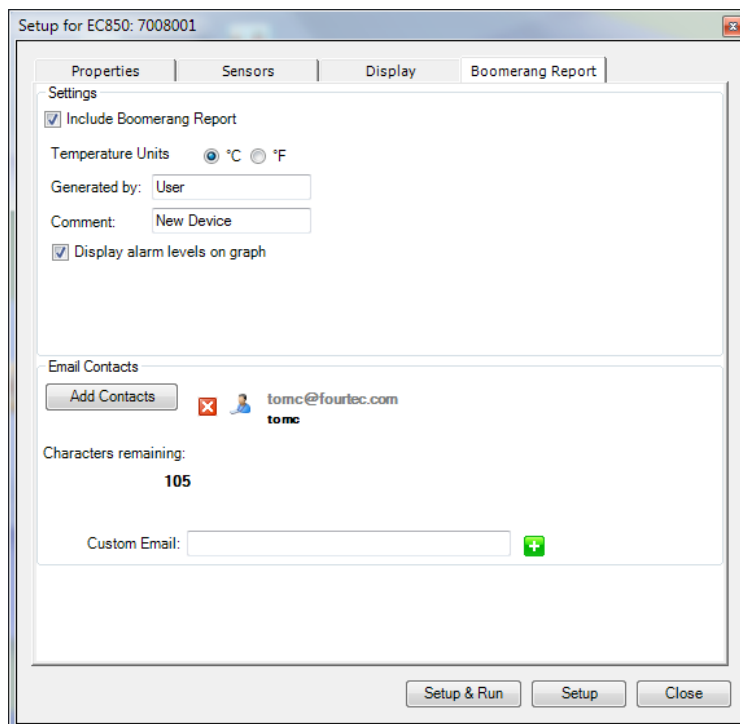 Setup for EC850: 7008001
Properties Sensors Display Boomerang Report
Settings
Include Boomerang Report
Temperature Units °C °F
Generated by: User
Comment: New Device
Display alarm levels on graph
Email Contacts
Add Contacts tomc@fourtec.com
tomc
Characters remaining:
105
Custom Email:
Setup & Run Setup Close